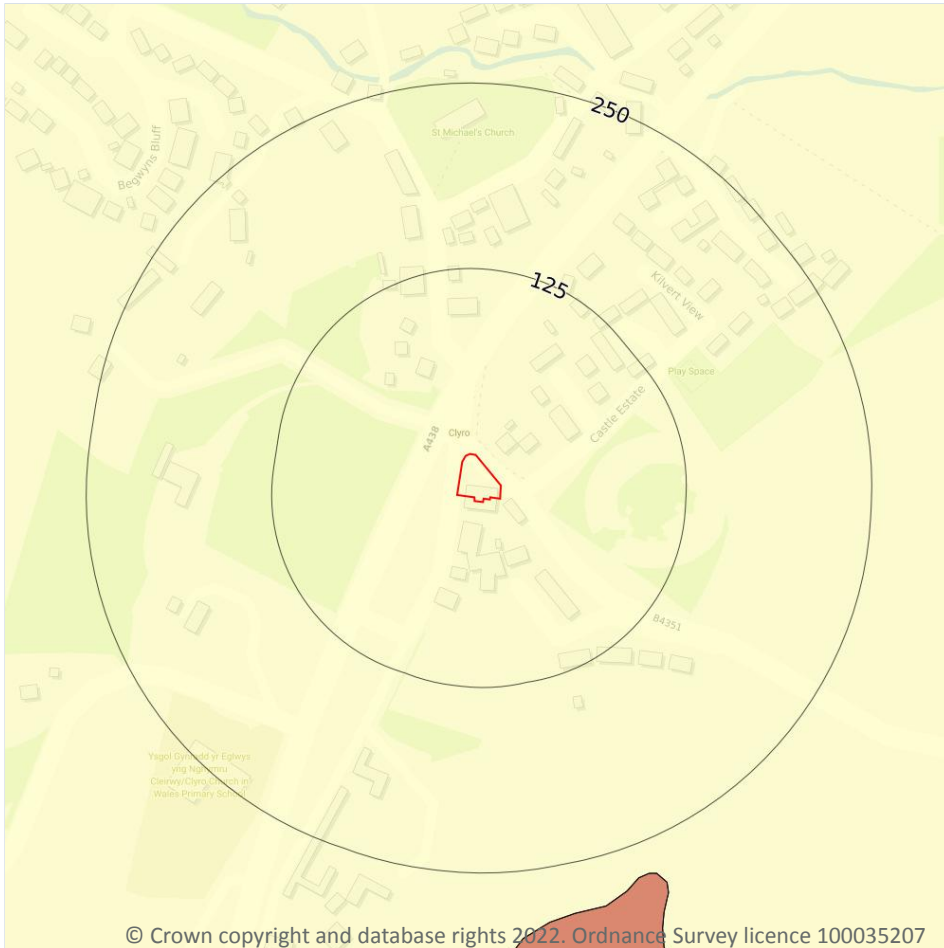 250
St Michael's Church
Begwyns Bluff
125
Kilvert View
Play Space
Castle Estate
A438
Clyro
B4351
Ysgol Gynradd yr Eglwys
yng Nghymru
Cleirwy/Clyro Church in
Wales Primary School
© Crown copyright and database rights 2022. Ordnance Survey licence 100035207